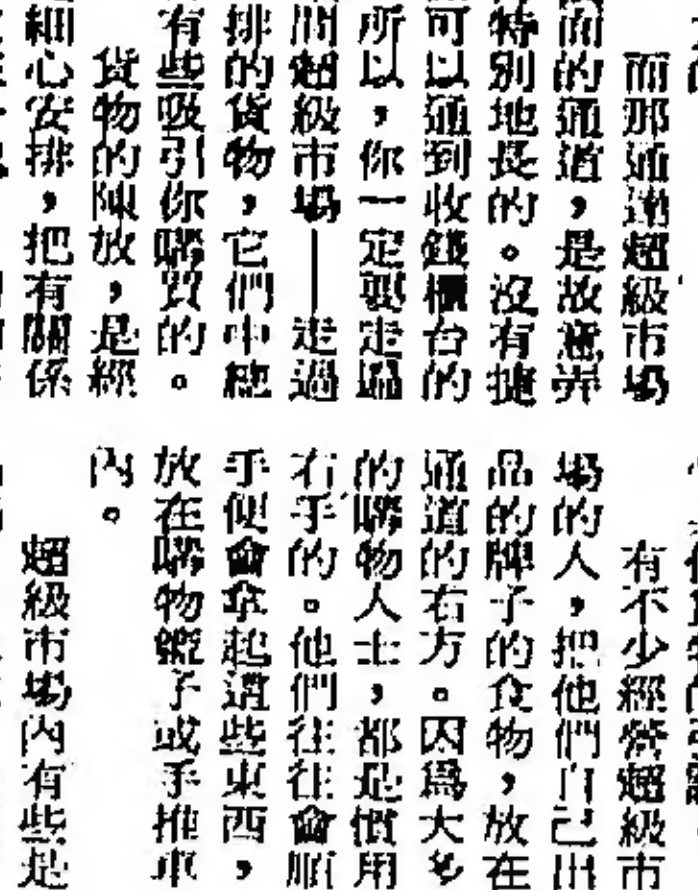 而那通達超級市場
面的通道，是故意弄
特別地長的。沒有捷
可以通到收錢櫃台的
所以，你一定要走過
間超級市場——走過
排的貨物，它們中總
有些吸引你購買的。
貨物的陳放，是經
細心安排，把有關係
有不少經營超級市
場的人，把他們自己出
品的牌子的食物，放在
通道的右方。因為大多
的購物人士，都是慣用
右手的。他們往往會順
手便會拿起這些東西，
放在購物籃子或手推車
內。
超級市場內有些是